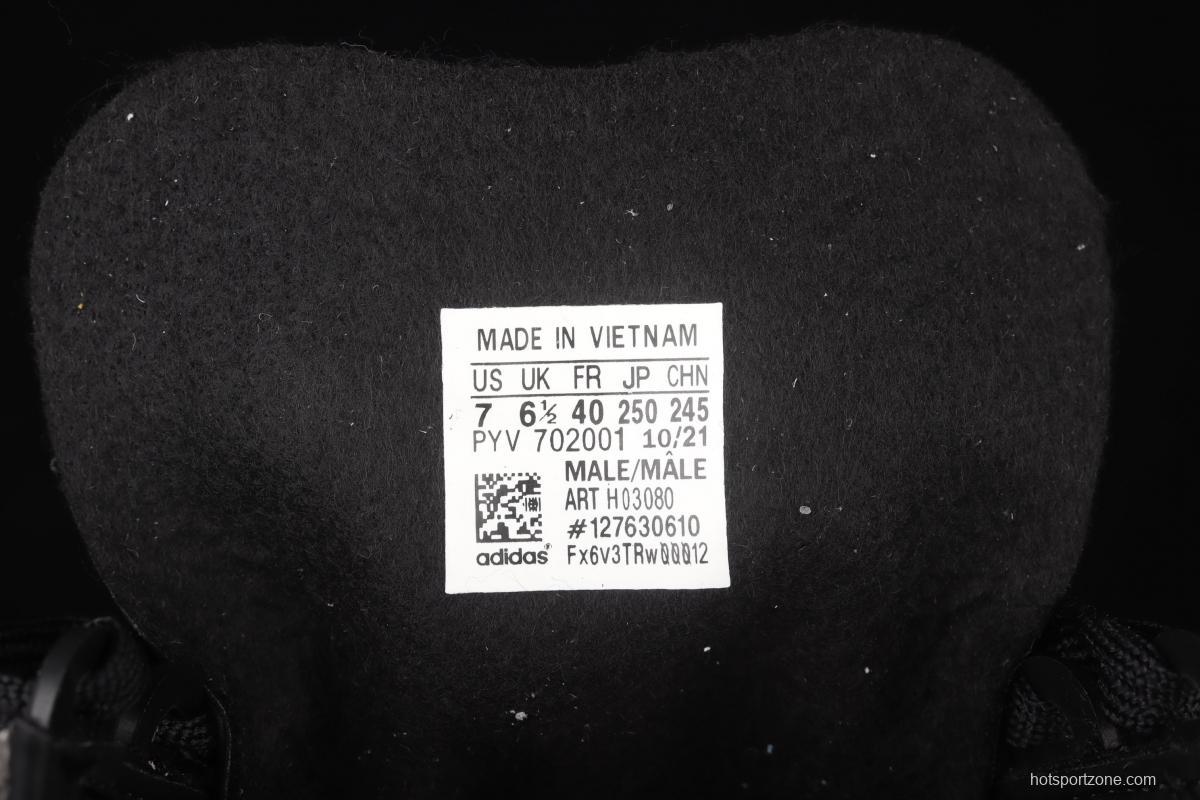 MADE IN VIETNAM
US UK FR JP CHN
7 6½ 40 250 245
PYV 702001 10/21
MALE/MÂLE
ART H03080
#127630610
adidas® Fx6V3TRw00012
hotsportzone.com